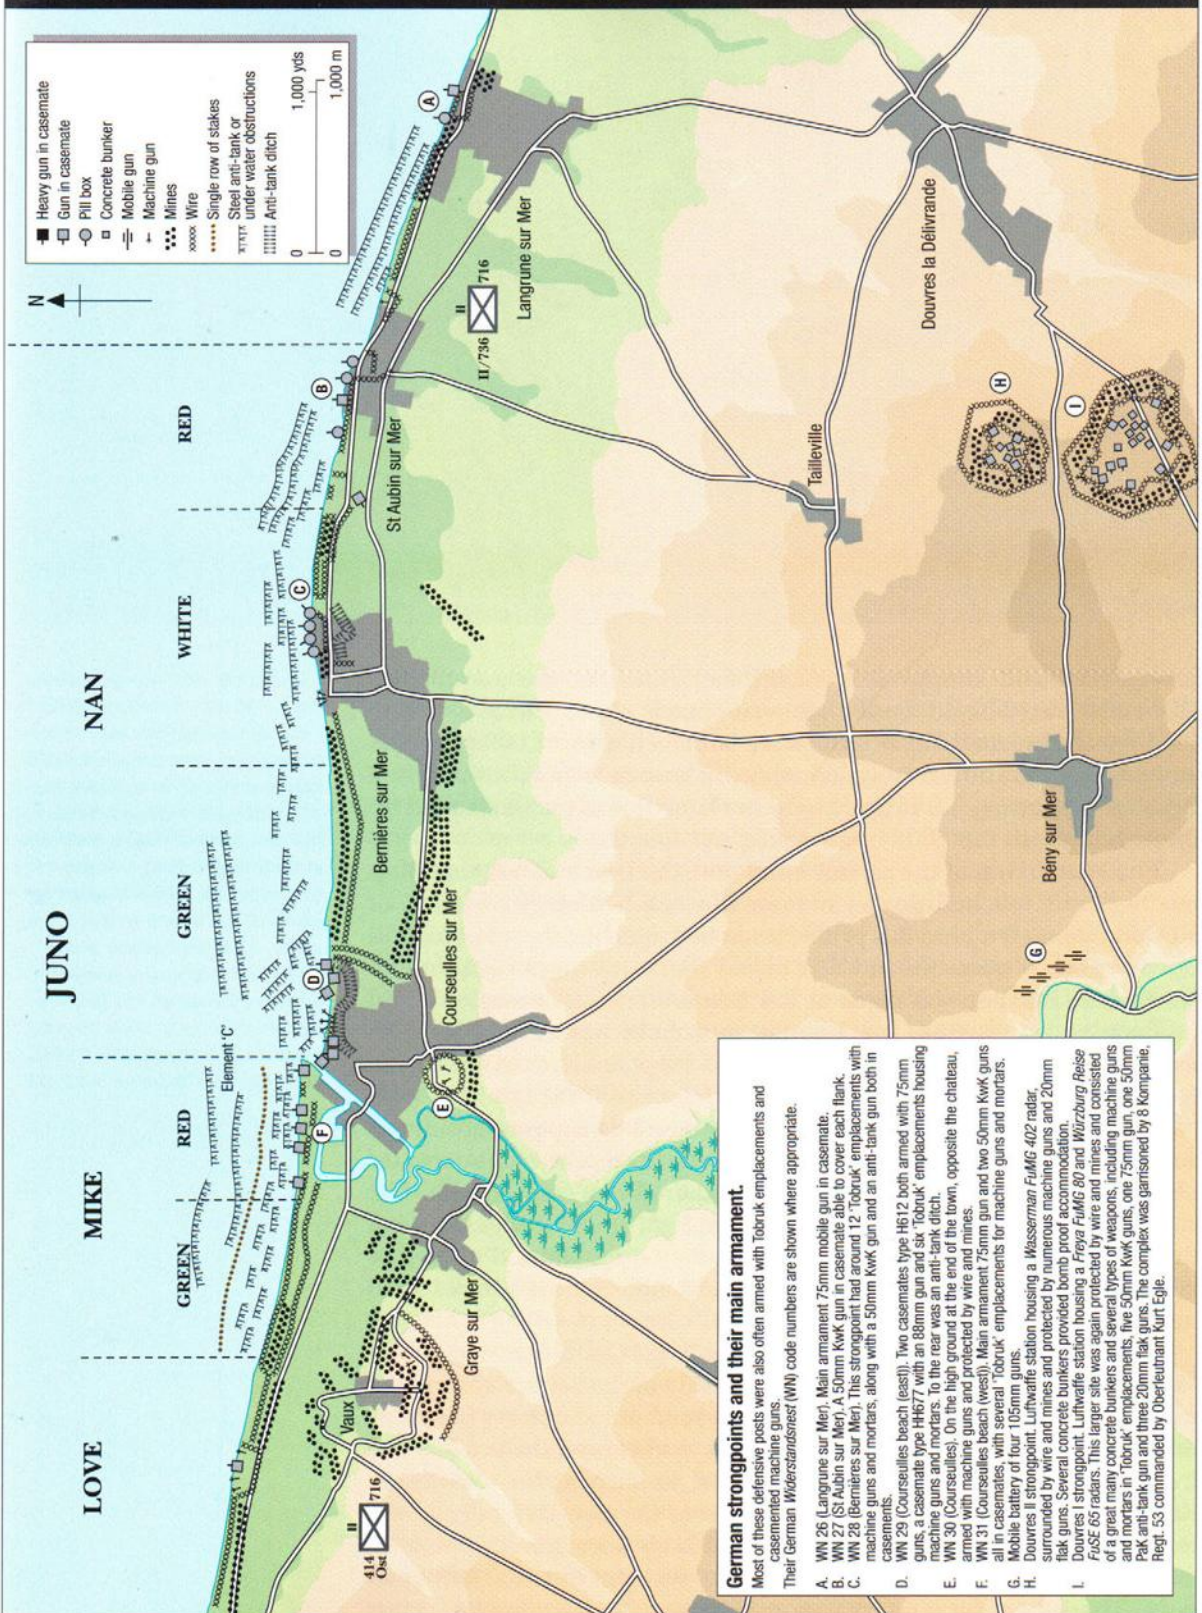 JUNO
LOVE
MIKE
NAN
GREEN
RED
GREEN
WHITE
RED
Element 'C'
N
Heavy gun in casemate
Gun in casemate
Pill box
Concrete bunker
Mobile gun
Machine gun
Mines
Wire
Single row of stakes
Steel anti-tank or
under water obstructions
Anti-tank ditch
0 1,000 yds
0 1,000 m
A
B
C
D
E
F
G
H
I
414
Ost
II
716
Vaux
Graye sur Mer
Courseulles sur Mer
Bernières sur Mer
St Aubin sur Mer
II/736
II
716
Langrune sur Mer
Tailleville
Douvres la Délivrande
Bény sur Mer
German strongpoints and their main armament.
Most of these defensive posts were also often armed with Tobruk emplacements and
casemented machine guns.
Their German Widerstandsnest (WN) code numbers are shown where appropriate.
A. WN 26 (Langrune sur Mer). Main armament 75mm mobile gun in casemate.
B. WN 27 (St Aubin sur Mer). A 50mm KwK gun in casemate able to cover each flank.
C. WN 28 (Bernières sur Mer). This strongpoint had around 12 'Tobruk' emplacements with
machine guns and mortars, along with a 50mm KwK gun and an anti-tank gun both in
casements.
D. WN 29 (Courseulles beach (east)). Two casemates type H612 both armed with 75mm
guns, a casemate type HH677 with an 88mm gun and six 'Tobruk' emplacements housing
machine guns and mortars. To the rear was an anti-tank ditch.
E. WN 30 (Courseulles). On the high ground at the end of the town, opposite the chateau,
armed with machine guns and protected by wire and mines.
F. WN 31 (Courseulles beach (west)). Main armament 75mm gun and two 50mm KwK guns
all in casemates, with several 'Tobruk' emplacements for machine guns and mortars.
G. Mobile battery of four 105mm guns.
H. Douvres II strongpoint. Luftwaffe station housing a Wasserman FuMG 402 radar,
surrounded by wire and mines and protected by numerous machine guns and 20mm
flak guns. Several concrete bunkers provided bomb proof accommodation.
I. Douvres I strongpoint. Luftwaffe station housing a Freya FuMG 80 and Würzburg Reise
FuSE 65 radars. This larger site was again protected by wire and mines and consisted
of a great many concrete bunkers and several types of weapons, including machine guns
and mortars in 'Tobruk' emplacements, five 50mm KwK guns, one 75mm gun, one 50mm
PaK anti-tank gun and three 20mm flak guns. The complex was garrisoned by 8 Kompanie,
Regt. 53 commanded by Oberleutnant Kurt Egle.